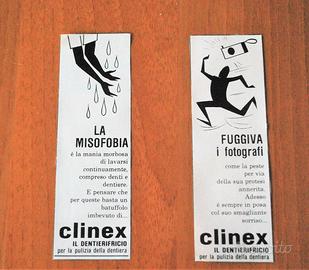 LA
MISOFOBIA
è la mania morbosa
di lavarsi
continuamente,
compreso denti e
dentiere.
E pensare che
per queste basta un
batuffolo
imbevuto di...
clinex
IL DENTIERIFRICIO
per la pulizia della dentiera
FUGGIVA
i fotografi
come la peste
per via
della sua protesi
annerita.
Adesso
è sempre in posa
col suo smagliante
sorriso...
clinex
IL DENTIERIFRICIO
per la pulizia della dentiera